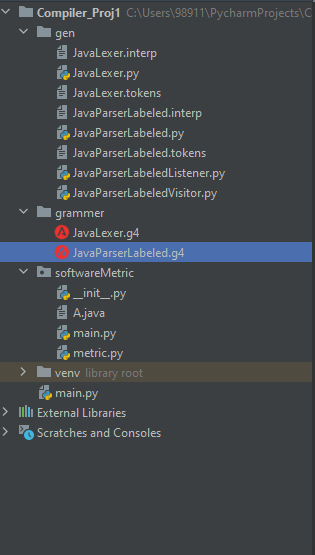 Compiler_Proj1 C:\Users\98911\PycharmProjects\C
gen
JavaLexer.interp
JavaLexer.py
JavaLexer.tokens
JavaParserLabeled.interp
JavaParserLabeled.py
JavaParserLabeled.tokens
JavaParserLabeledListener.py
JavaParserLabeledVisitor.py
grammer
JavaLexer.g4
JavaParserLabeled.g4
softwareMetric
__init__.py
A.java
main.py
metric.py
venv library root
main.py
External Libraries
Scratches and Consoles